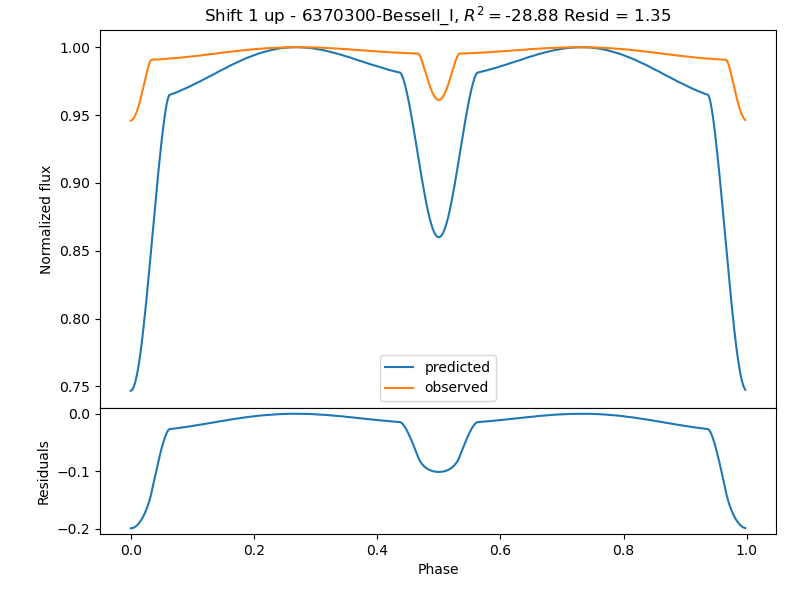 Shift 1 up - 6370300-Bessell_I, $R^2 = $-28.88 Resid = 1.35
1.00
0.95
0.90
0.85
0.80
0.75
Normalized flux
predicted
observed
0.0
−0.1
−0.2
Residuals
0.0 0.2 0.4 0.6 0.8 1.0
Phase